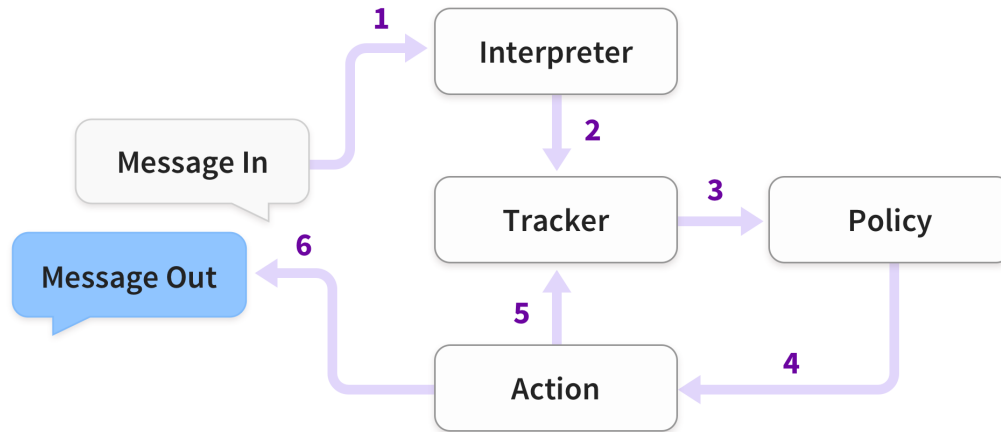 1
Interpreter
2
Message In
Tracker
3
Policy
6
Message Out
5
4
Action